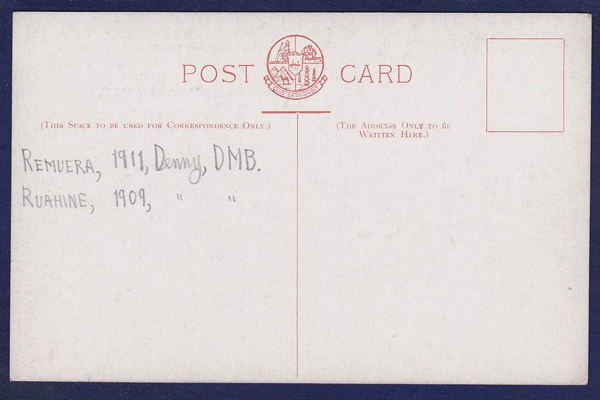 POST CARD
(This Space to be used for Correspondence Only.)
(The Address Only to be
Written Here.)
Remuera, 1911, Denny, DMB.
Ruahine, 1909, " "